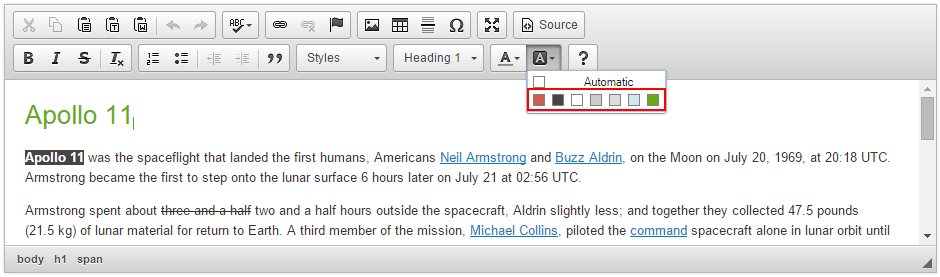 ABC
Ω
Source
B I S Tx
1 2
99
Styles
Heading 1
A
A
?
Automatic
Apollo 11
Apollo 11 was the spaceflight that landed the first humans, Americans Neil Armstrong and Buzz Aldrin, on the Moon on July 20, 1969, at 20:18 UTC.
Armstrong became the first to step onto the lunar surface 6 hours later on July 21 at 02:56 UTC.
Armstrong spent about three and a half two and a half hours outside the spacecraft, Aldrin slightly less; and together they collected 47.5 pounds
(21.5 kg) of lunar material for return to Earth. A third member of the mission, Michael Collins, piloted the command spacecraft alone in lunar orbit until
body h1 span